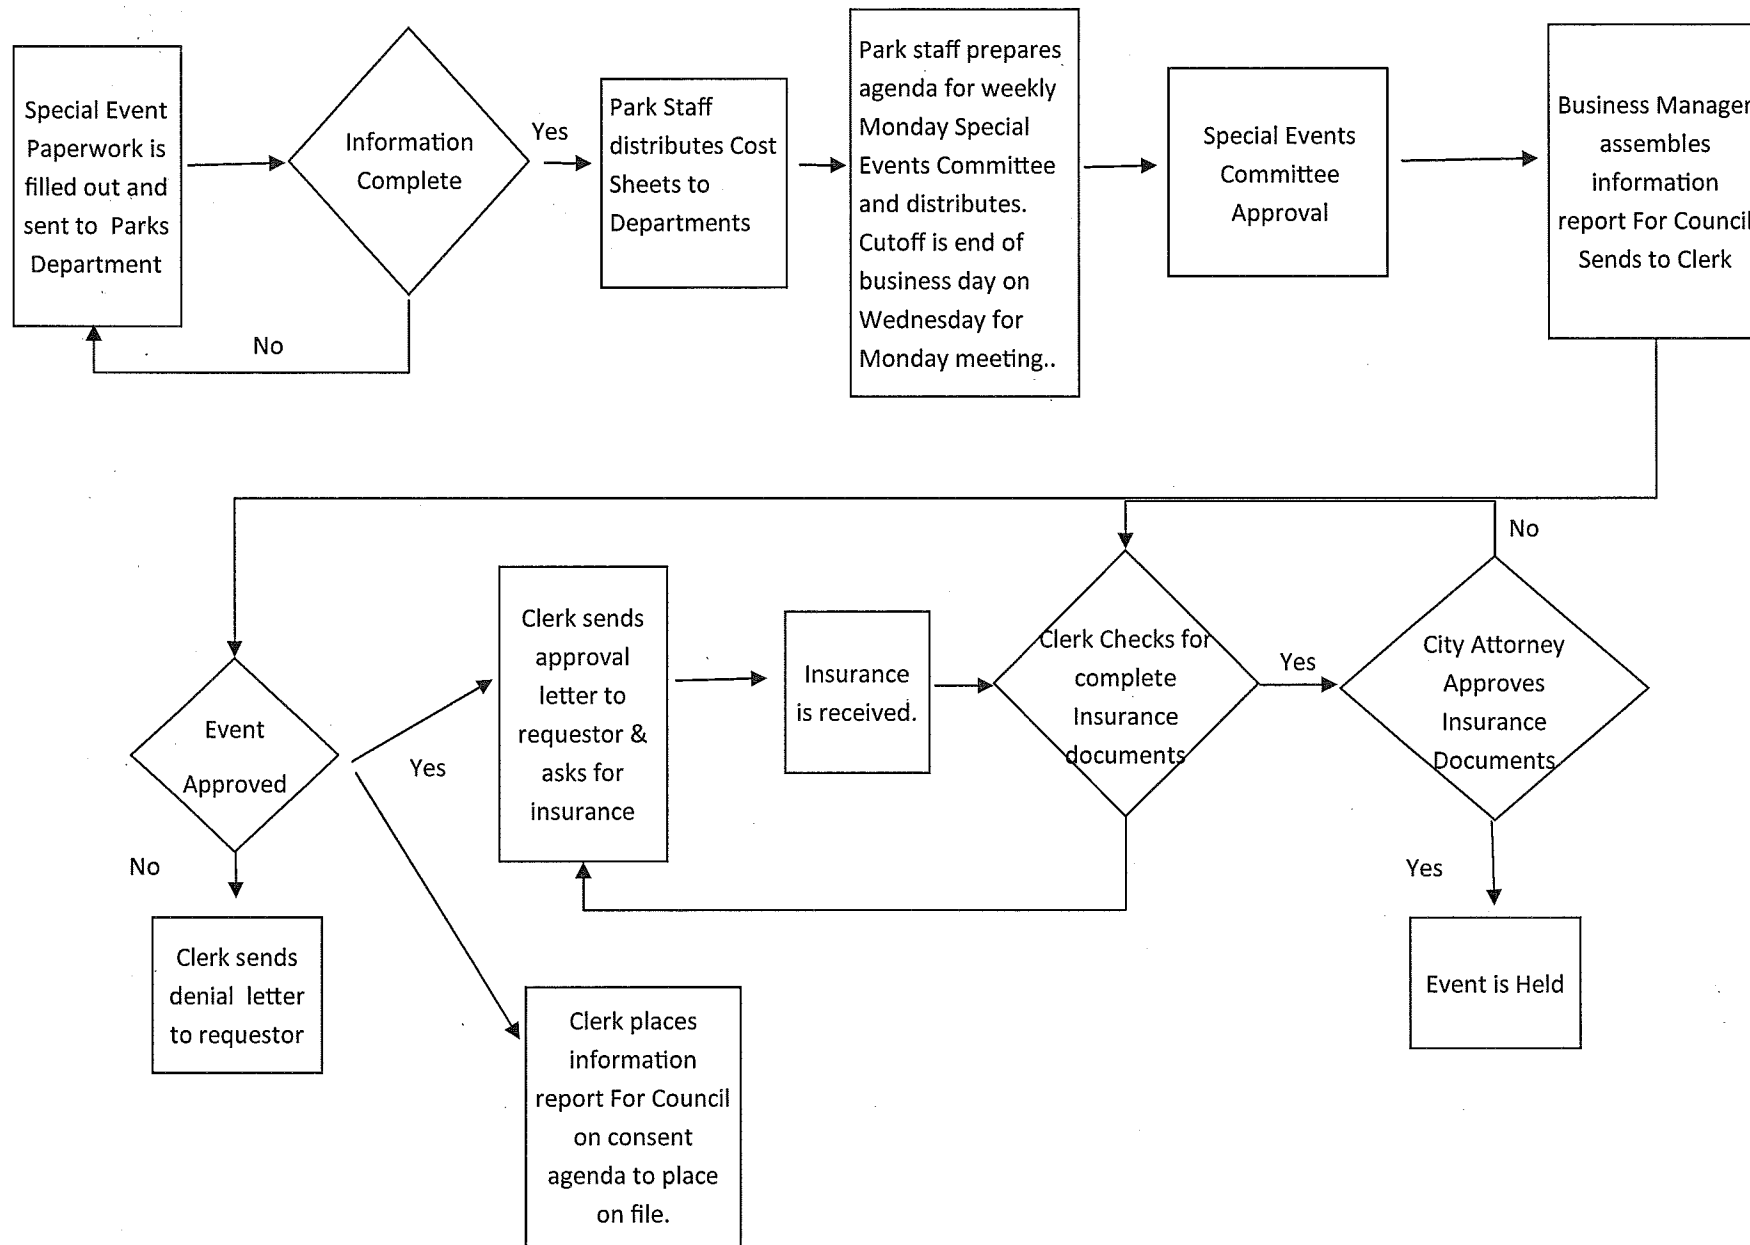 Special Event
Paperwork is
filled out and
sent to Parks
Department
Information
Complete
Yes
No
Park Staff
distributes Cost
Sheets to
Departments
Park staff prepares
agenda for weekly
Monday Special
Events Committee
and distributes.
Cutoff is end of
business day on
Wednesday for
Monday meeting..
Special Events
Committee
Approval
Business Manager
assembles
information
report For Council
Sends to Clerk
Event
Approved
Yes
No
Clerk sends
denial letter
to requestor
Clerk sends
approval
letter to
requestor &
asks for
insurance
Clerk places
information
report For Council
on consent
agenda to place
on file.
Insurance
is received.
Clerk Checks for
complete
Insurance
documents
Yes
City Attorney
Approves
Insurance
Documents
No
Yes
Event is Held